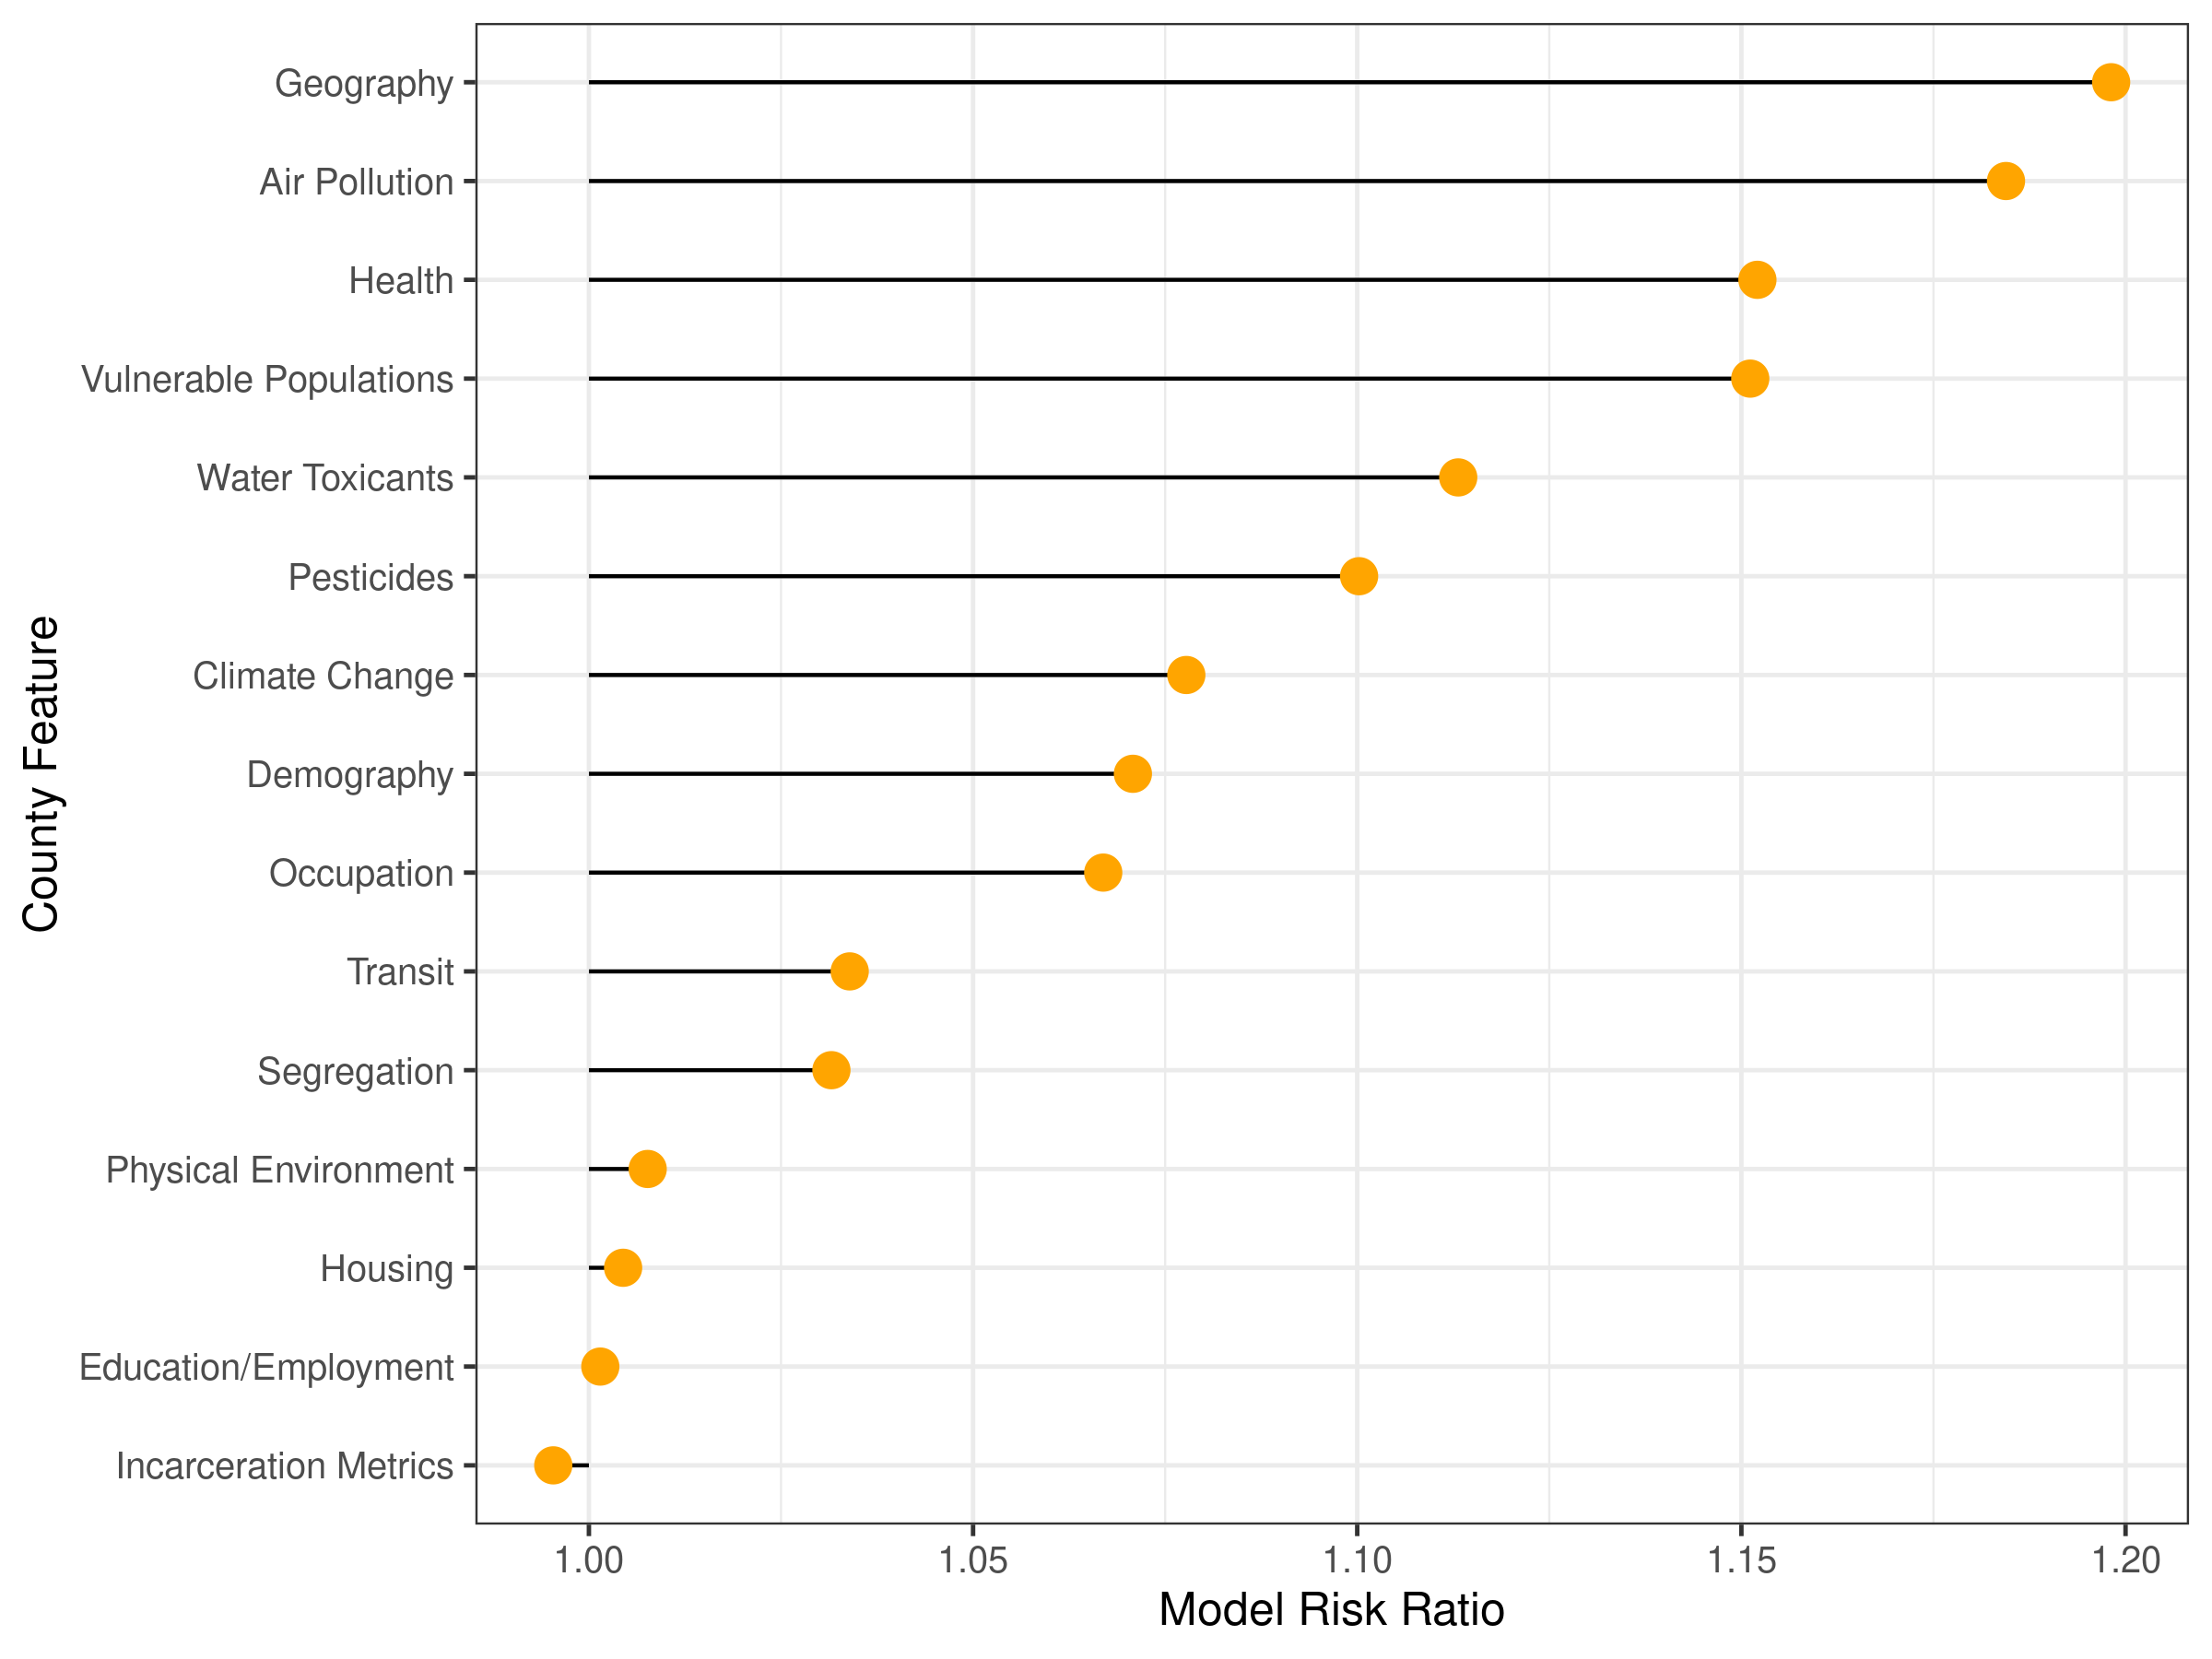 Geography
Air Pollution
Health
Vulnerable Populations
Water Toxicants
Pesticides
Climate Change
Demography
Occupation
Transit
Segregation
Physical Environment
Housing
Education/Employment
Incarceration Metrics
County Feature
1.00 1.05 1.10 1.15 1.20
Model Risk Ratio